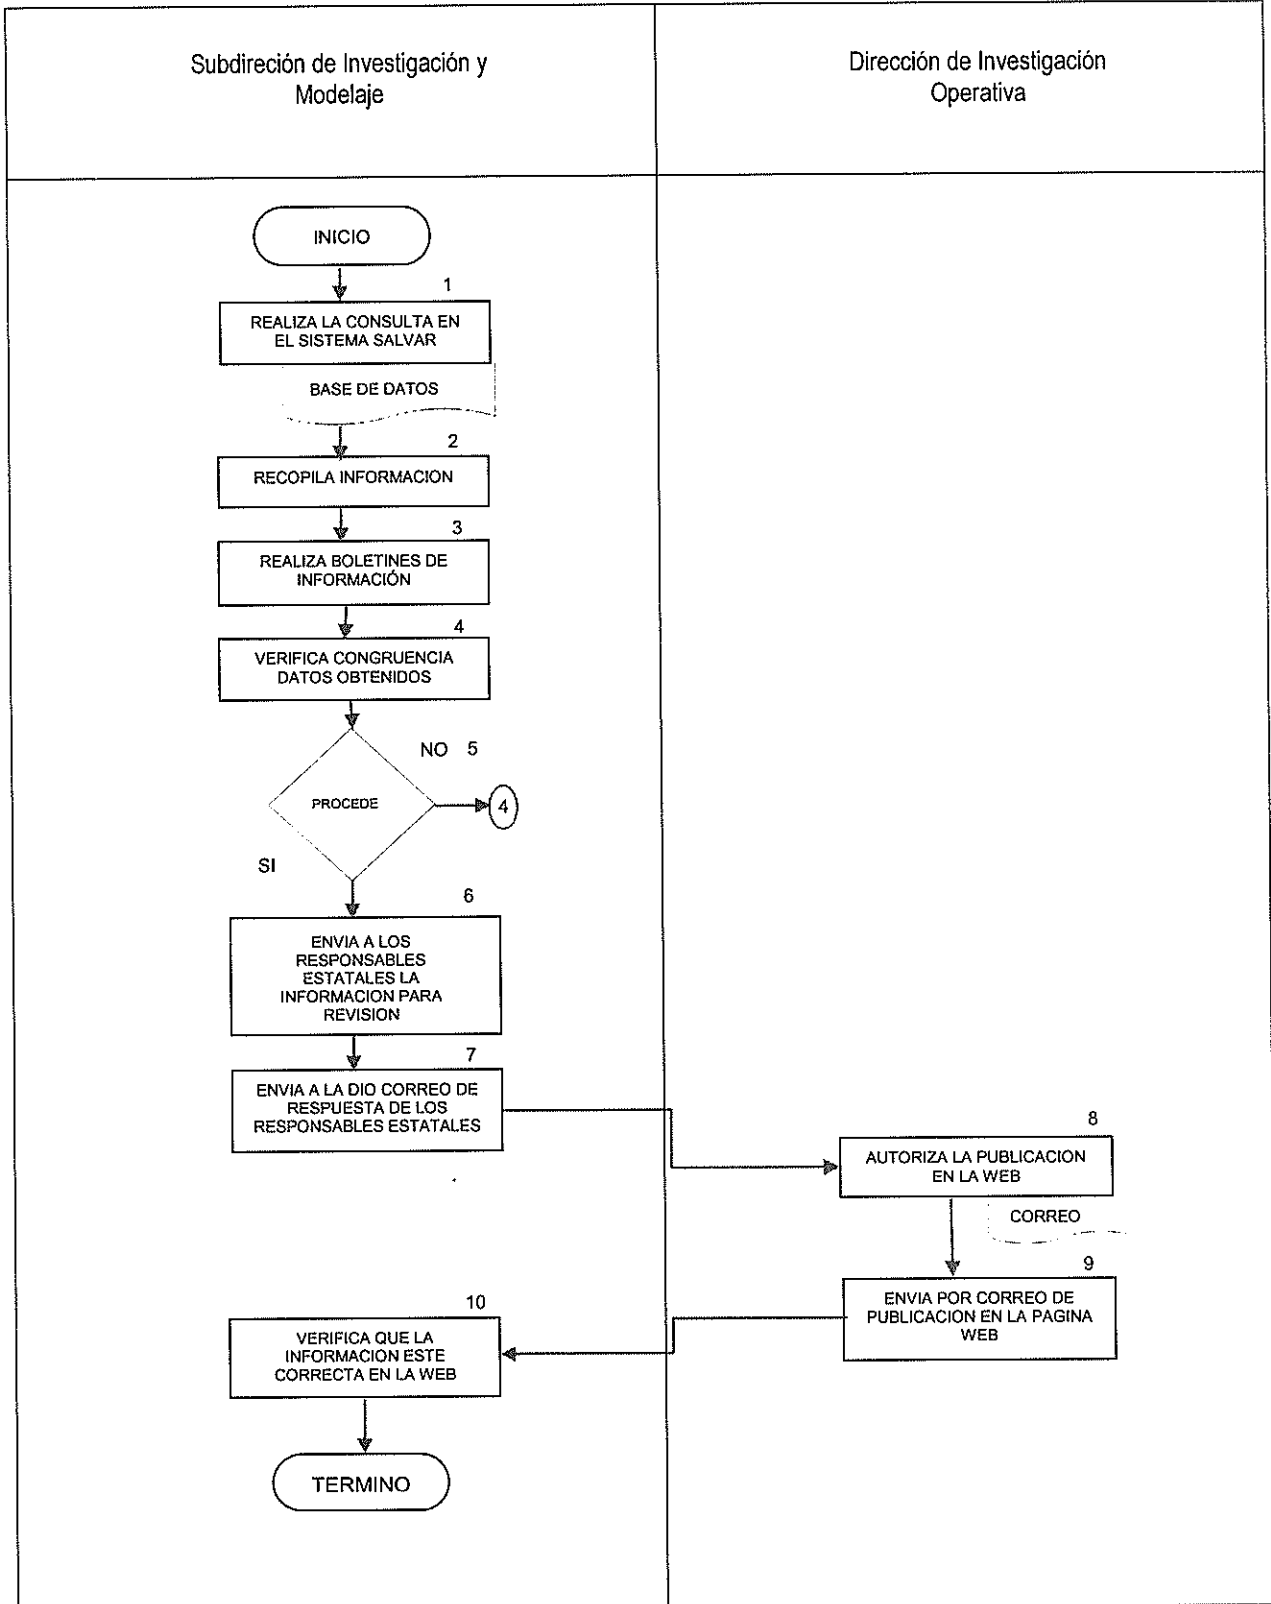 Subdireción de Investigación y
Modelaje
Dirección de Investigación
Operativa
INICIO
1
REALIZA LA CONSULTA EN
EL SISTEMA SALVAR
BASE DE DATOS
2
RECOPILA INFORMACION
3
REALIZA BOLETINES DE
INFORMACIÓN
4
VERIFICA CONGRUENCIA
DATOS OBTENIDOS
NO 5
PROCEDE
4
SI
6
ENVIA A LOS
RESPONSABLES
ESTATALES LA
INFORMACION PARA
REVISION
7
ENVIA A LA DIO CORREO DE
RESPUESTA DE LOS
RESPONSABLES ESTATALES
8
AUTORIZA LA PUBLICACION
EN LA WEB
CORREO
9
ENVIA POR CORREO DE
PUBLICACION EN LA PAGINA
WEB
10
VERIFICA QUE LA
INFORMACION ESTE
CORRECTA EN LA WEB
TERMINO